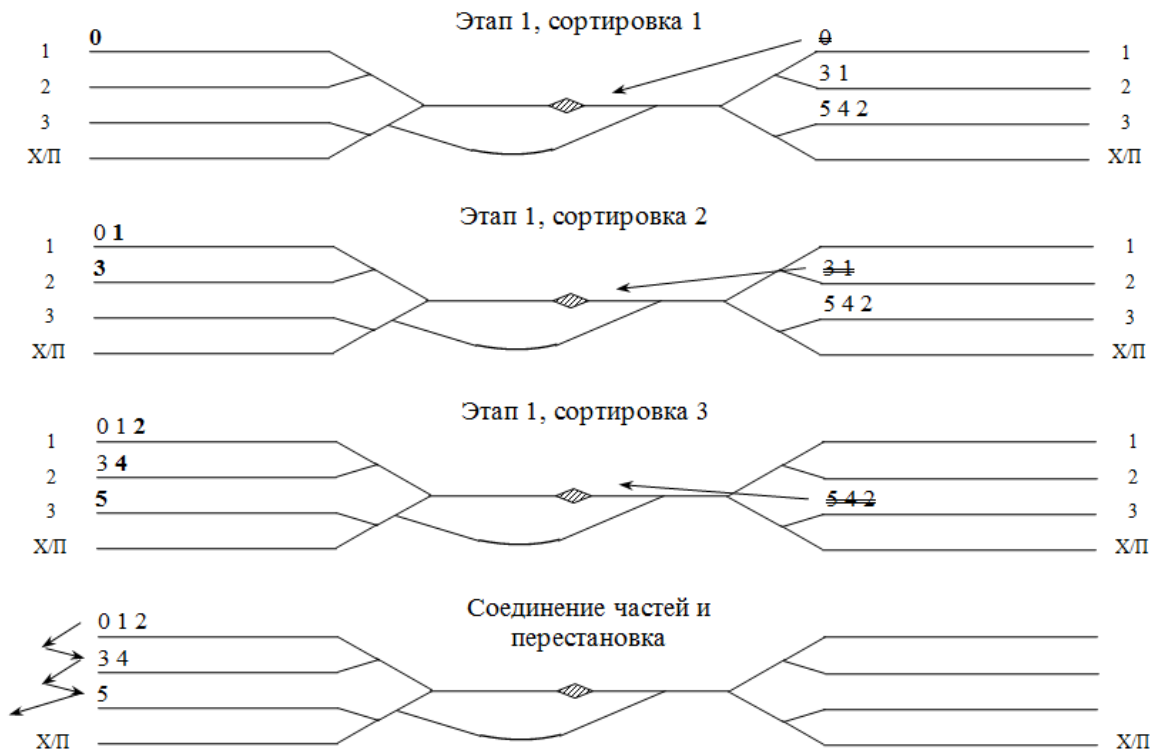 Этап 1, сортировка 1
0 0
1 1
3 1
2 2
5 4 2
3 3
Х/П Х/П
Этап 1, сортировка 2
0 1
1 1
3 3 1
2 2
5 4 2
3 3
Х/П Х/П
Этап 1, сортировка 3
0 1 2
1 1
3 4
2 2
5 5 4 2
3 3
Х/П Х/П
Соединение частей и
перестановка
0 1 2
3 4
5
Х/П Х/П